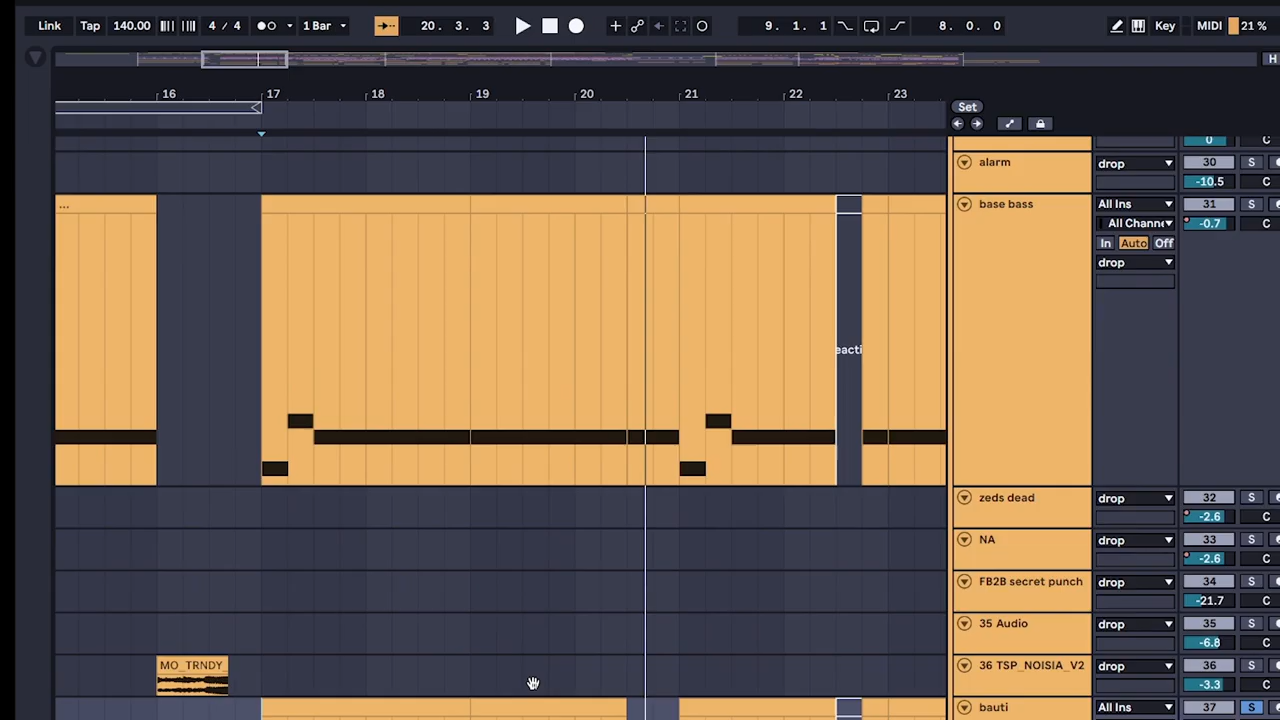 Link Tap 140.00 4 / 4 1 Bar 20. 3. 3 9. 1. 1 8. 0. 0 Key MIDI 21 %
H
16 17 18 19 20 21 22 23
Set
0 C
alarm drop 30 S
-10.5 C
... base bass All Ins 31 S
All Channe -0.7 C
In Auto Off
drop
eacti
zeds dead drop 32 S
-2.6 C
NA drop 33 S
-2.6 C
FB2B secret punch drop 34 S
-21.7 C
35 Audio drop 35 S
-6.8 C
MO_TRNDY_ 36 TSP_NOISIA_V2 drop 36 S
-3.3 C
bauti All Ins 37 S